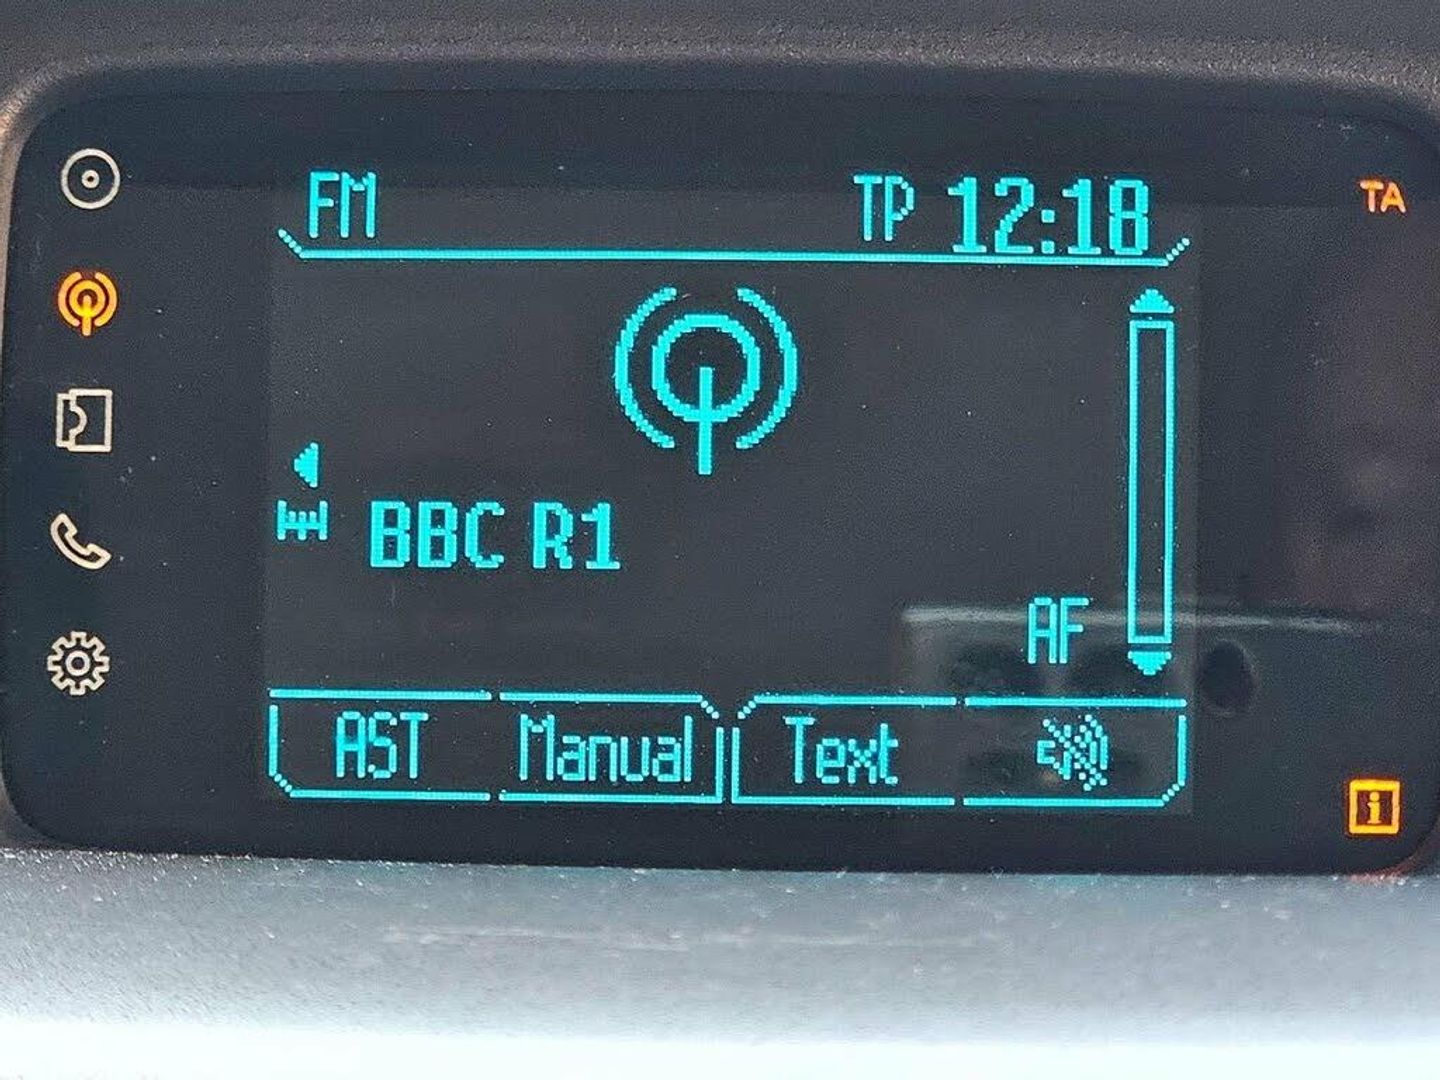 FM TP 12:18
TA
BBC R1
AF
AST Manual Text
i